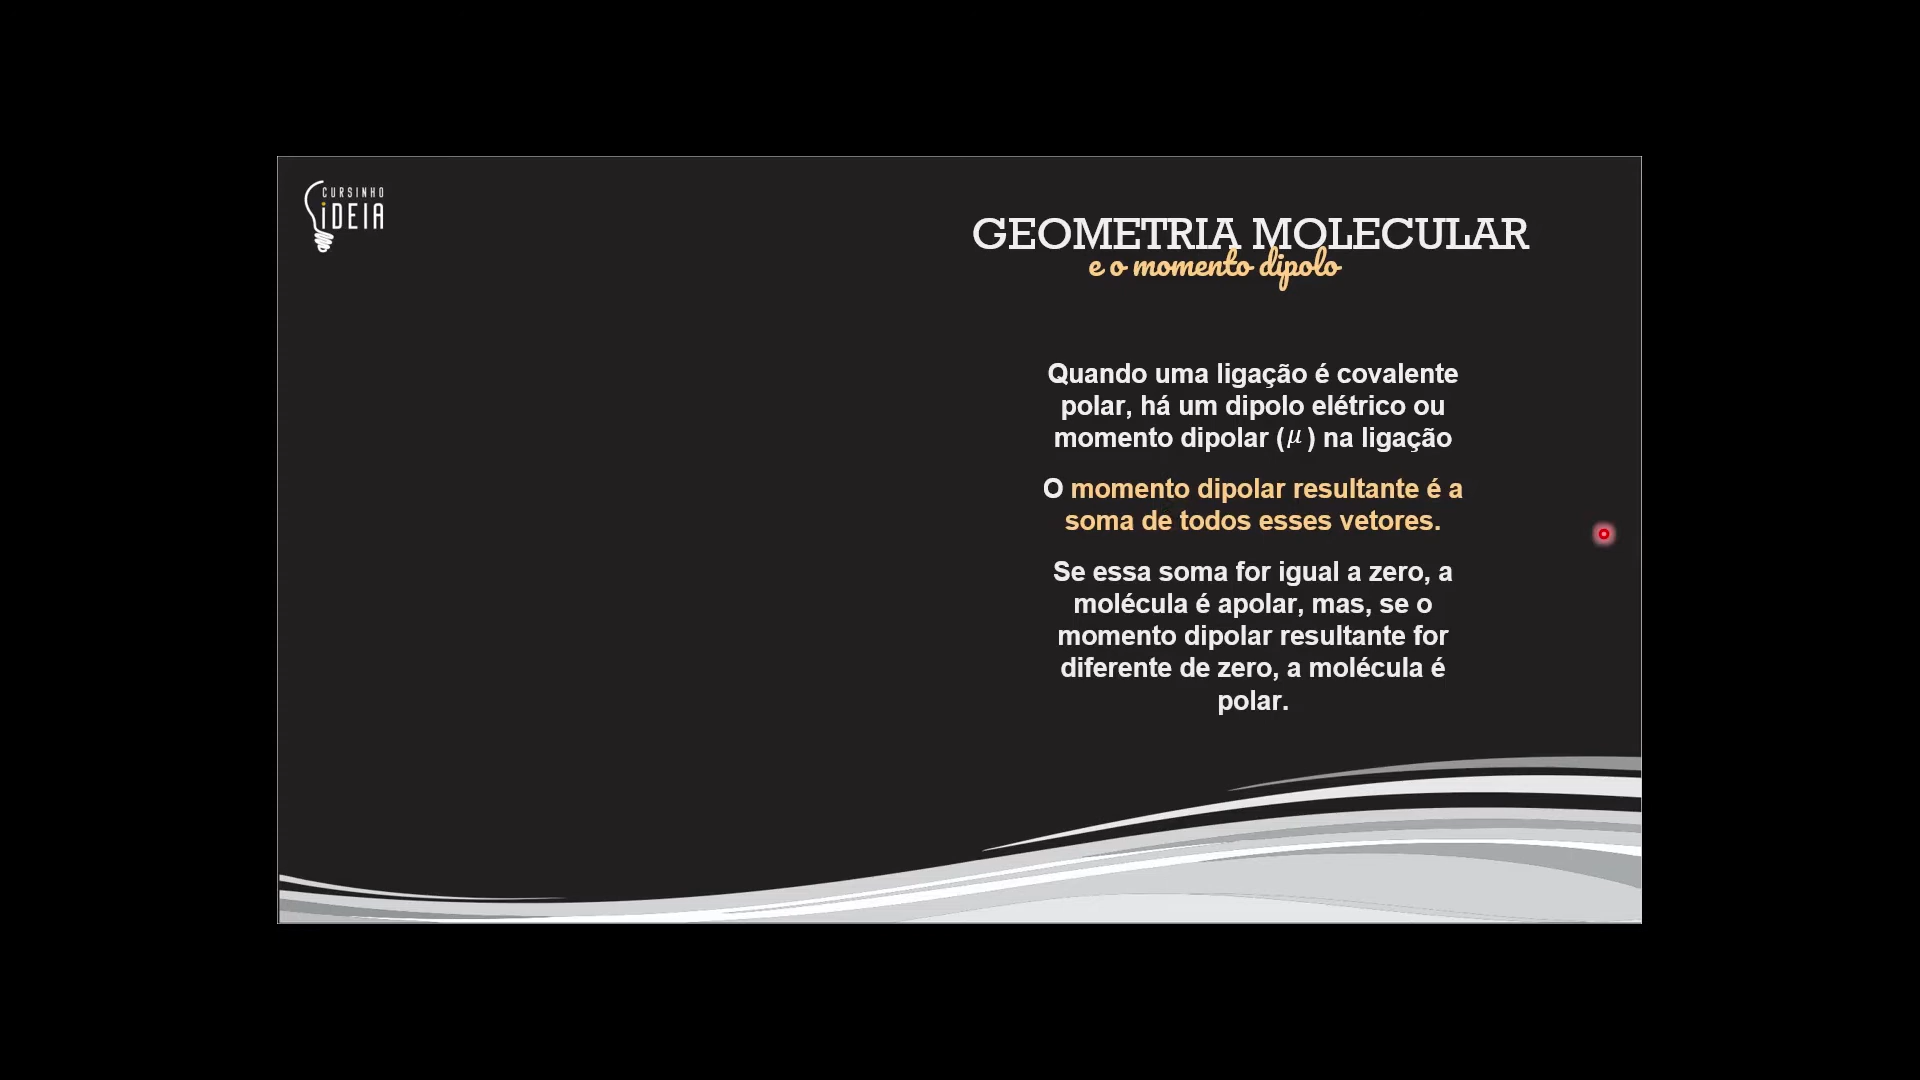 CURSINHO
iDEIA
GEOMETRIA MOLECULAR
e o momento dipolo
Quando uma ligação é covalente
polar, há um dipolo elétrico ou
momento dipolar (μ) na ligação
O momento dipolar resultante é a
soma de todos esses vetores.
Se essa soma for igual a zero, a
molécula é apolar, mas, se o
momento dipolar resultante for
diferente de zero, a molécula é
polar.